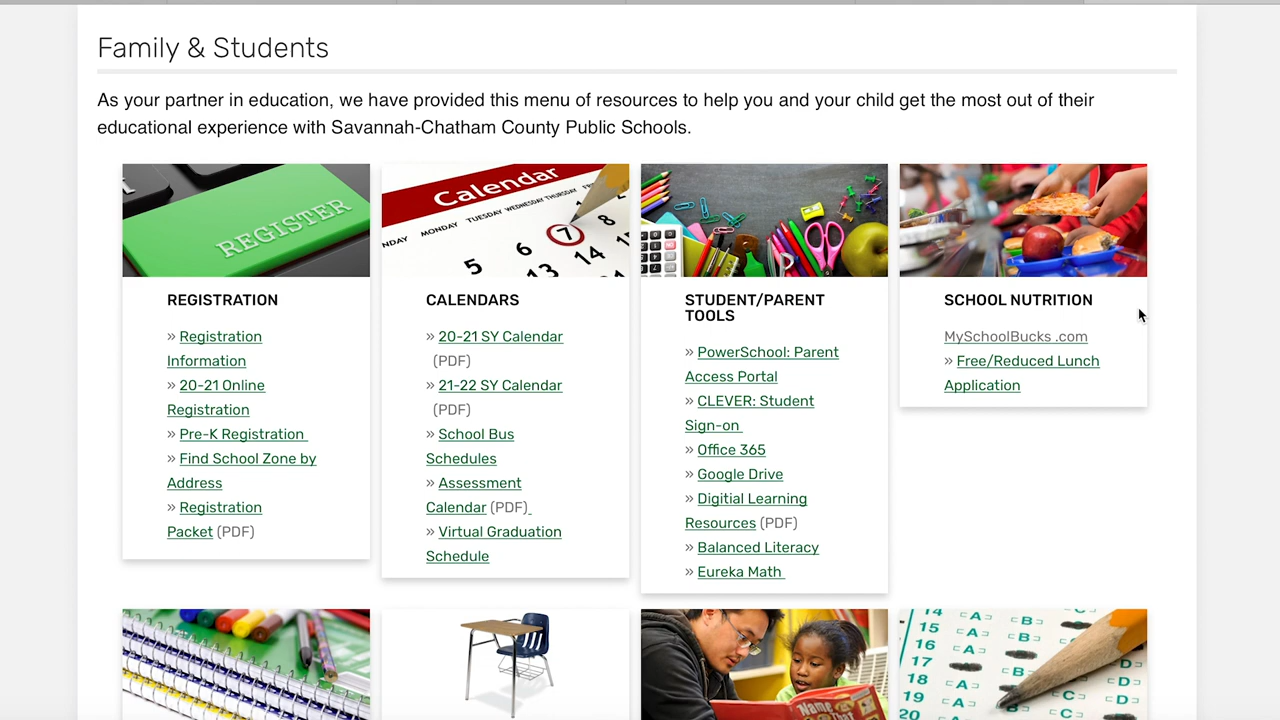 Family & Students
As your partner in education, we have provided this menu of resources to help you and your child get the most out of their
educational experience with Savannah-Chatham County Public Schools.
REGISTER
REGISTRATION
» Registration
Information
» 20-21 Online
Registration
» Pre-K Registration
» Find School Zone by
Address
» Registration
Packet (PDF)
Calendar
MONDAY TUESDAY WEDNESDAY THURSDAY
5 6 7 8
13 14
CALENDARS
» 20-21 SY Calendar
(PDF)
» 21-22 SY Calendar
(PDF)
» School Bus
Schedules
» Assessment
Calendar (PDF)
» Virtual Graduation
Schedule
STUDENT/PARENT
TOOLS
» PowerSchool: Parent
Access Portal
» CLEVER: Student
Sign-on
» Office 365
» Google Drive
» Digitial Learning
Resources (PDF)
» Balanced Literacy
» Eureka Math
SCHOOL NUTRITION
MySchoolBucks .com
» Free/Reduced Lunch
Application
Name That
14 A B
15 A B
16 A
17 B
18 A D
19 A B C D
20 B C